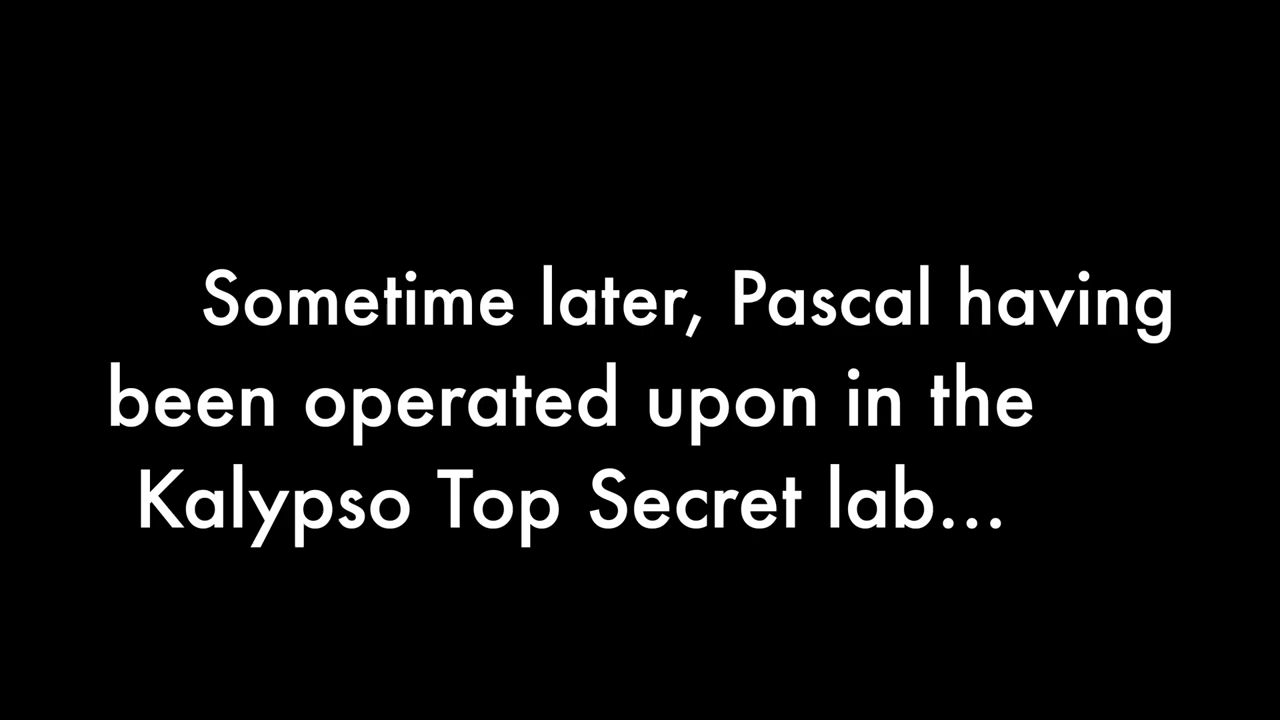 Sometime later, Pascal having
been operated upon in the
Kalypso Top Secret lab...